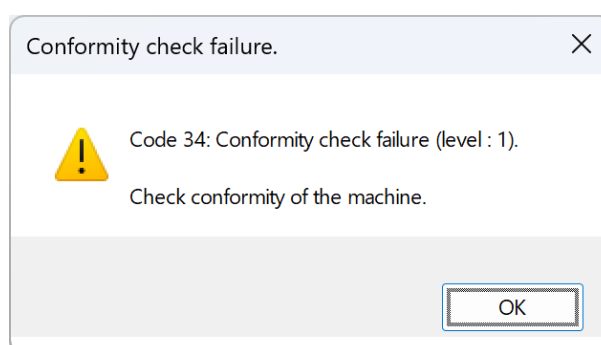 Conformity check failure.
Code 34: Conformity check failure (level : 1).
Check conformity of the machine.
OK